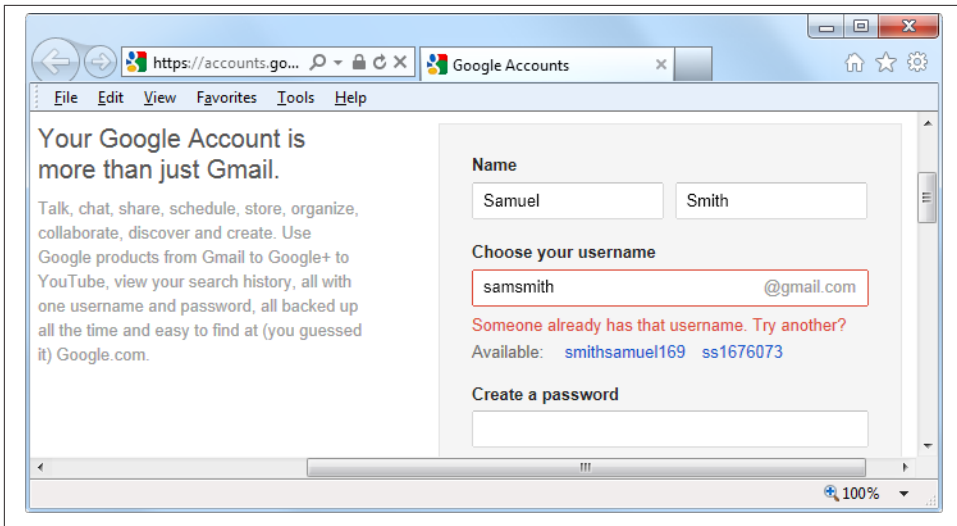 https://accounts.go...
Google Accounts
File Edit View Favorites Tools Help
Your Google Account is
more than just Gmail.
Talk, chat, share, schedule, store, organize,
collaborate, discover and create. Use
Google products from Gmail to Google+ to
YouTube, view your search history, all with
one username and password, all backed up
all the time and easy to find at (you guessed
it) Google.com.
Name
Samuel Smith
Choose your username
samsmith @gmail.com
Someone already has that username. Try another?
Available: smithsamuel169 ss1676073
Create a password
100%